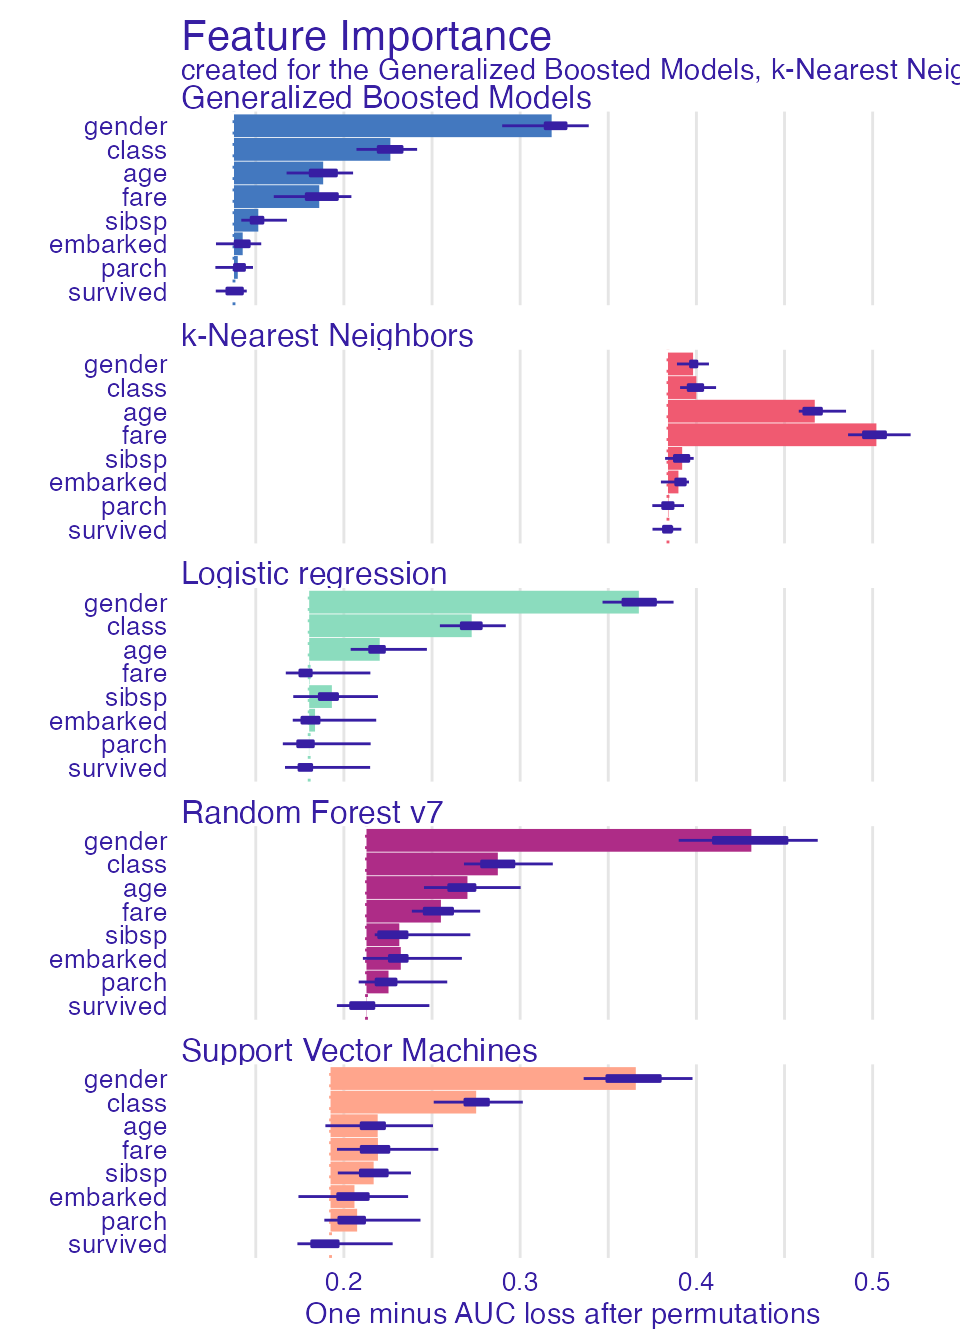 Feature Importance
created for the Generalized Boosted Models, k-Nearest Neig
Generalized Boosted Models
gender
class
age
fare
sibsp
embarked
parch
survived
k-Nearest Neighbors
gender
class
age
fare
sibsp
embarked
parch
survived
Logistic regression
gender
class
age
fare
sibsp
embarked
parch
survived
Random Forest v7
gender
class
age
fare
sibsp
embarked
parch
survived
Support Vector Machines
gender
class
age
fare
sibsp
embarked
parch
survived
0.2 0.3 0.4 0.5
One minus AUC loss after permutations